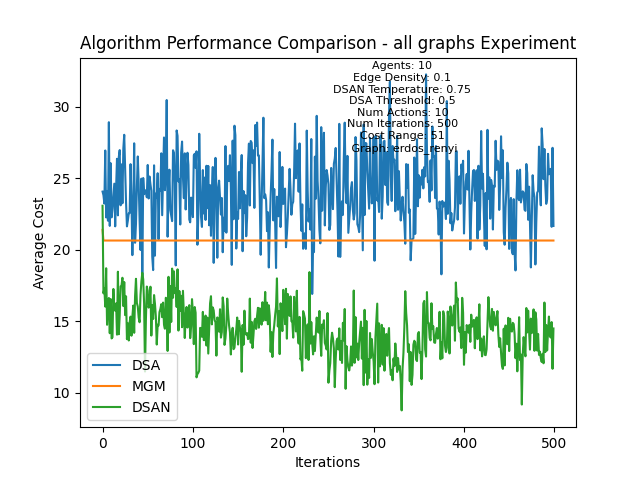 Algorithm Performance Comparison - all graphs Experiment
Agents: 10
Edge Density: 0.1
DSAN Temperature: 0.75
DSA Threshold: 0.5
Num Actions: 10
Num Iterations: 500
Cost Range: 51
Graph: erdos_renyi
30
25
20
15
10
Average Cost
DSA
MGM
DSAN
0
100
200
300
400
500
Iterations